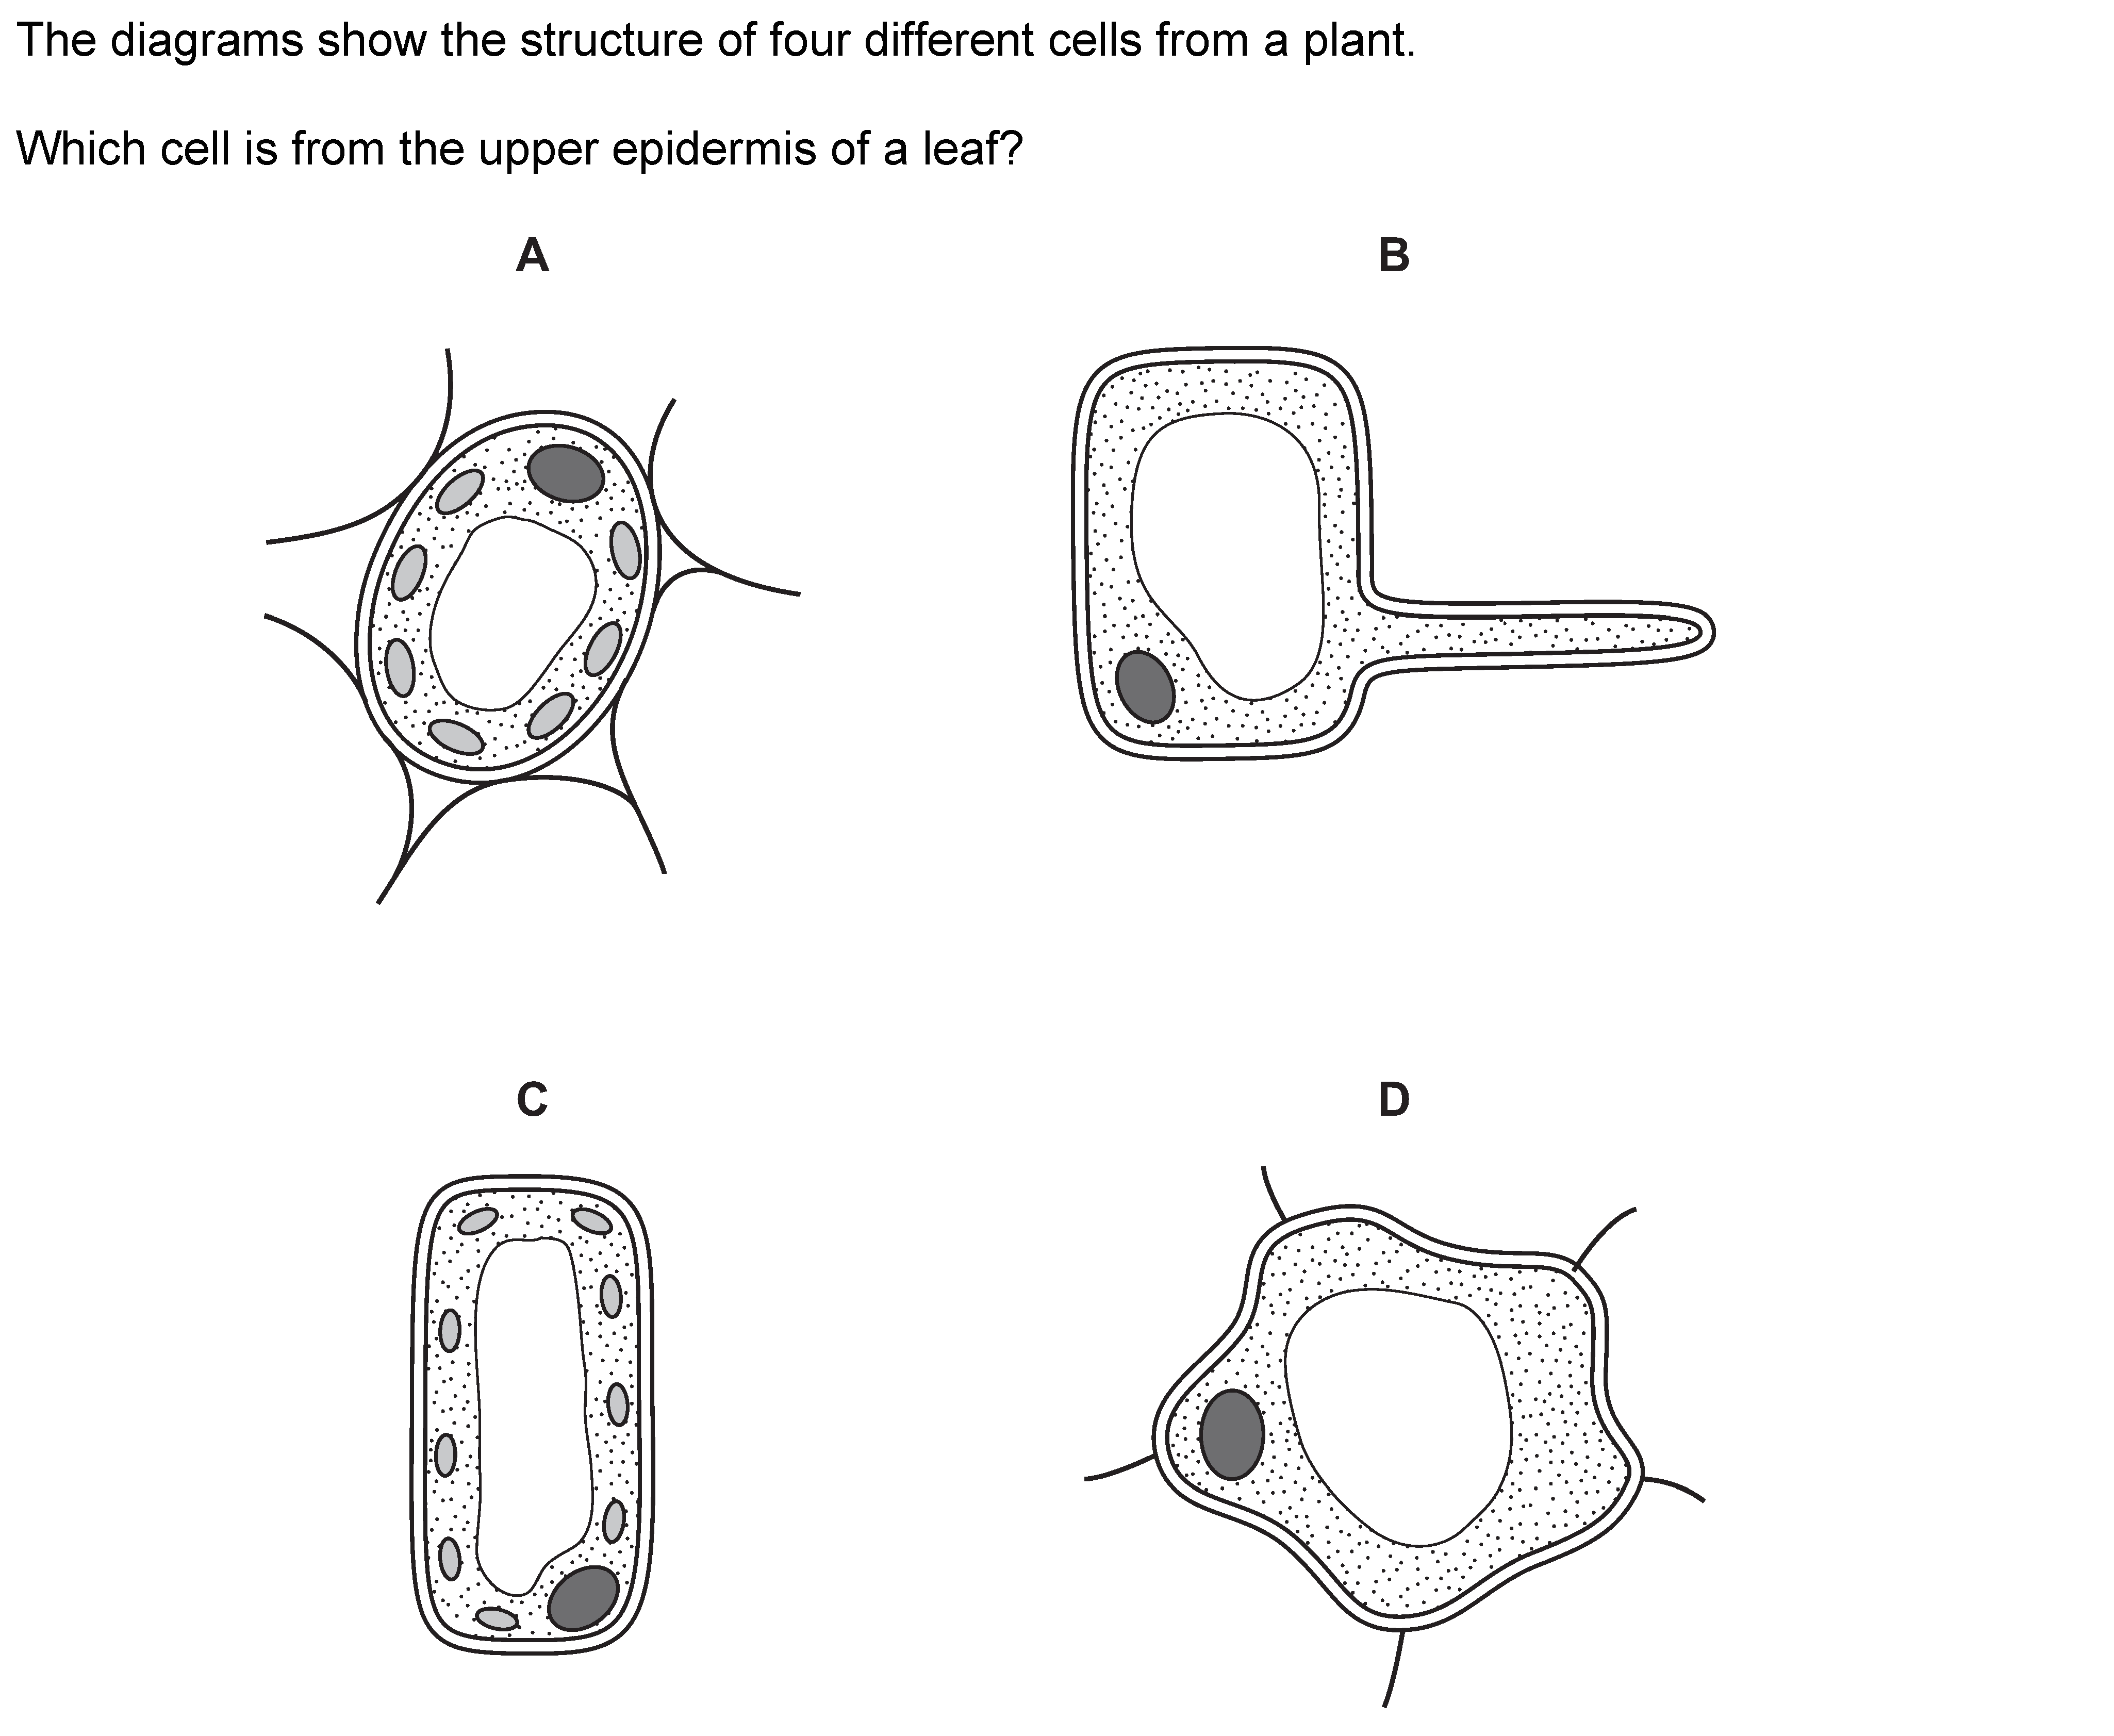 The diagrams show the structure of four different cells from a plant.
Which cell is from the upper epidermis of a leaf?
A
B
C
D